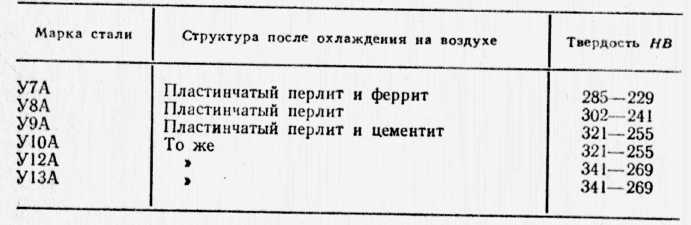 Марка стали Структура после охлаждения на воздухе Твердость НВ
У7А Пластинчатый перлит и феррит 285—229
У8А Пластинчатый перлит 302—241
У9А Пластинчатый перлит и цементит 321—255
У10А То же 321—255
У12А » 341—269
У13А » 341—269